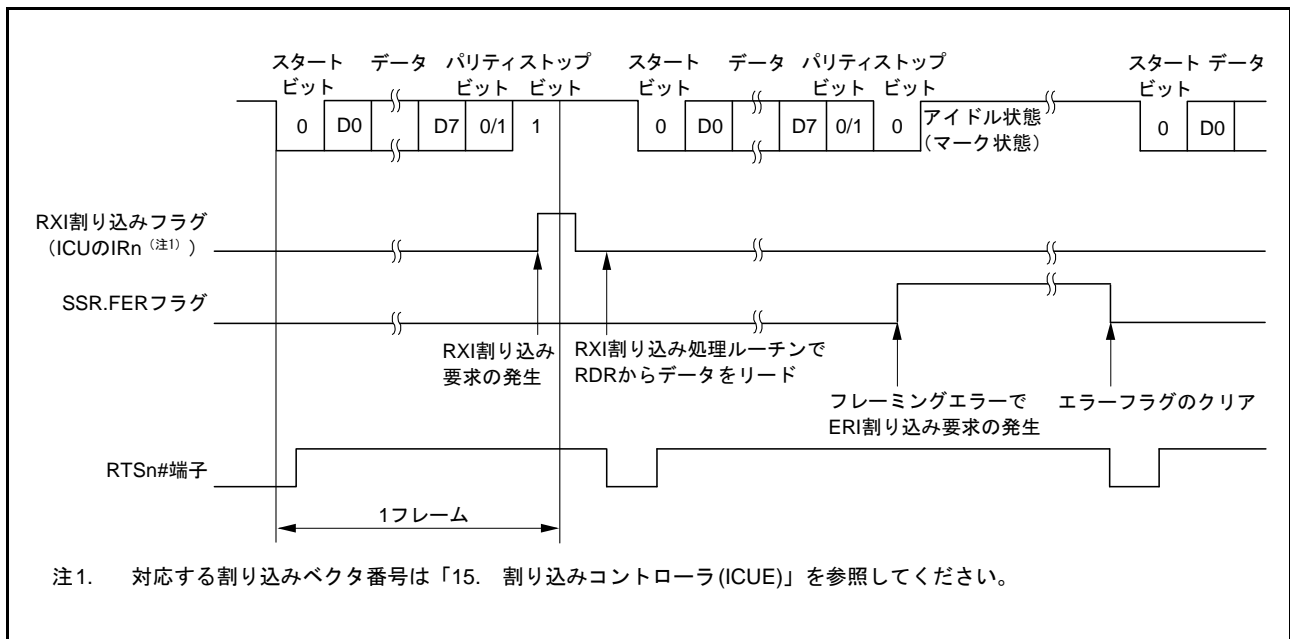 スタート データ パリティストップ スタート データ パリティストップ スタート データ
ビット ビット ビット ビット ビット ビット ビット
0 D0 D7 0/1 1 0 D0 D7 0/1 0 アイドル状態 0 D0
(マーク状態)
RXI割り込みフラグ
(ICUのIRn (注1) )
SSR.FERフラグ
RXI割り込み
要求の発生
RXI割り込み処理ルーチンで
RDRからデータをリード
フレーミングエラーで
ERI割り込み要求の発生
エラーフラグのクリア
RTSn#端子
1フレーム
注1. 対応する割り込みベクタ番号は「15. 割り込みコントローラ(ICUE)」を参照してください。